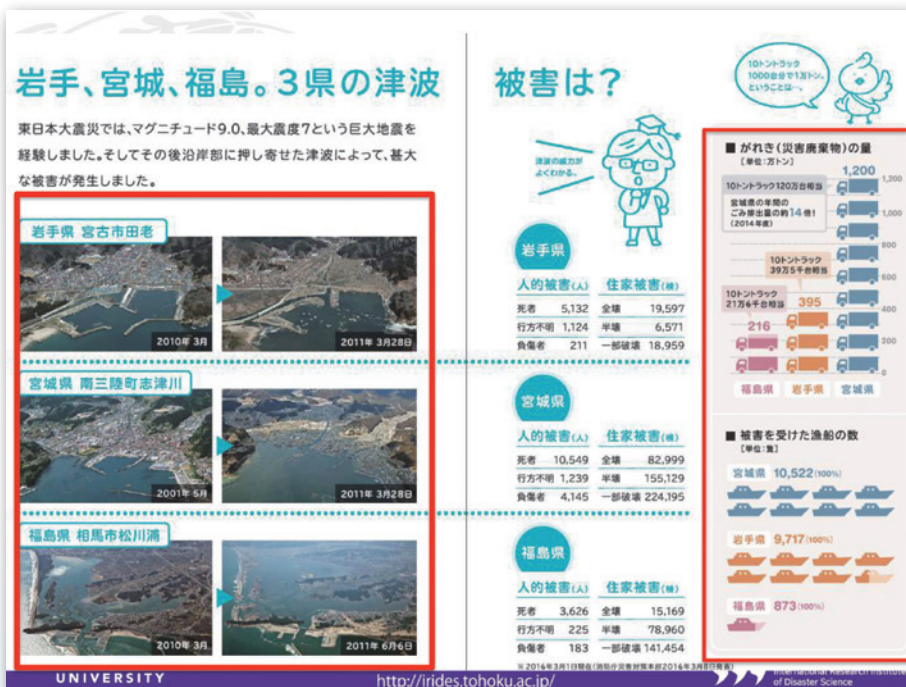 岩手、宮城、福島。3県の津波 被害は?
東日本大震災では、マグニチュード9.0、最大震度7という巨大地震を
経験しました。そしてその後沿岸部に押し寄せた津波によって、甚大
な被害が発生しました。
岩手県 宮古市田老
2010年 3月
2011年 3月28日
宮城県 南三陸町志津川
2001年 5月
2011年 3月28日
福島県 相馬市松川浦
2010年 3月
2011年 6月6日
津波の威力が
よくわかる。
岩手県
人的被害(人) 住家被害(棟)
死者 5,132 全壊 19,597
行方不明 1,124 半壊 6,571
負傷者 211 一部破壊 18,959
宮城県
人的被害(人) 住家被害(棟)
死者 10,549 全壊 82,999
行方不明 1,239 半壊 155,129
負傷者 4,145 一部破壊 224,195
福島県
人的被害(人) 住家被害(棟)
死者 3,626 全壊 15,169
行方不明 225 半壊 78,960
負傷者 183 一部破壊 141,454
※2016年3月1日現在(消防庁災害対策本部2016年3月8日発表)
10トントラック
1000台分で1万トン。
ということは…。
■ がれき(災害廃棄物)の量
[単位:万トン]
1,200
10トントラック120万台相当
宮城県の年間の
ごみ排出量の約14倍!
(2014年度)
10トントラック
39万5千台相当
395
10トントラック
21万6千台相当
216
1,200
1,000
800
600
400
200
0
福島県 岩手県 宮城県
■ 被害を受けた漁船の数
[単位:隻]
宮城県 10,522(100%)
岩手県 9,717(100%)
福島県 873(100%)
UNIVERSITY
http://irides.tohoku.ac.jp/
International Research Institute
of Disaster Science